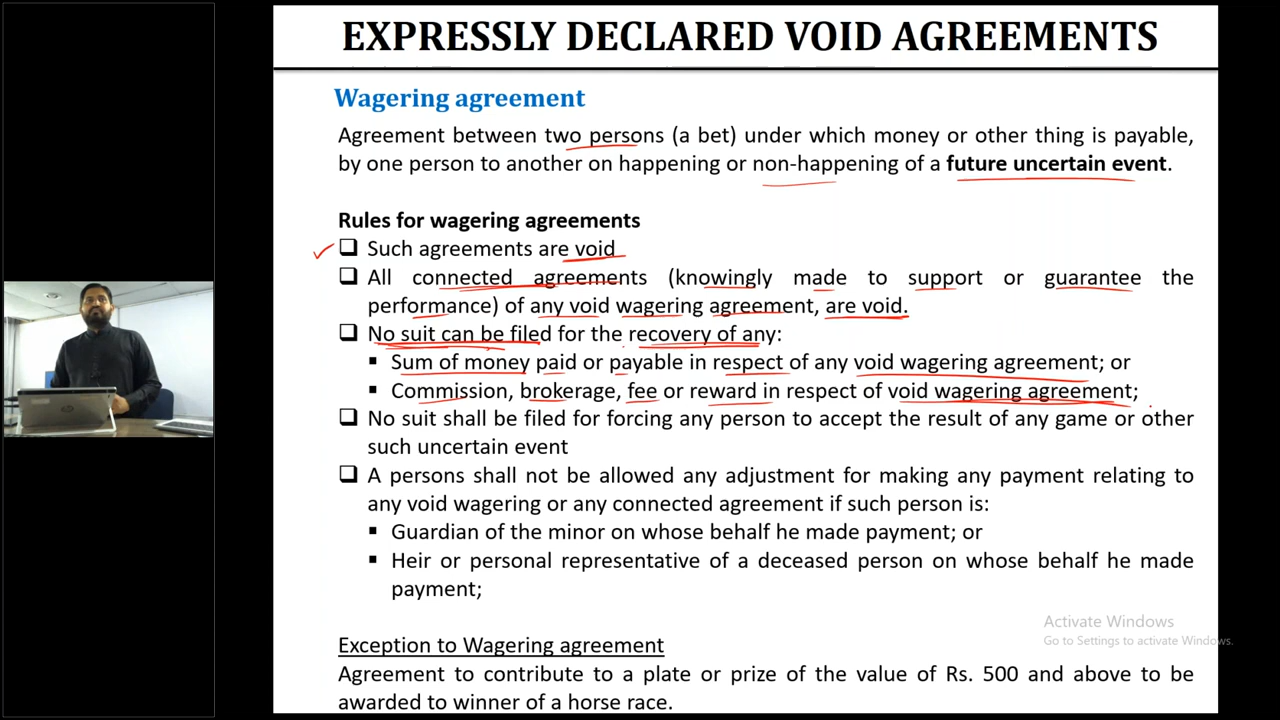 EXPRESSLY DECLARED VOID AGREEMENTS
Wagering agreement
Agreement between two persons (a bet) under which money or other thing is payable,
by one person to another on happening or non-happening of a future uncertain event.
Rules for wagering agreements
❑ Such agreements are void
❑ All connected agreements (knowingly made to support or guarantee the
performance) of any void wagering agreement, are void.
❑ No suit can be filed for the recovery of any:
▪ Sum of money paid or payable in respect of any void wagering agreement; or
▪ Commission, brokerage, fee or reward in respect of void wagering agreement;
❑ No suit shall be filed for forcing any person to accept the result of any game or other
such uncertain event
❑ A persons shall not be allowed any adjustment for making any payment relating to
any void wagering or any connected agreement if such person is:
▪ Guardian of the minor on whose behalf he made payment; or
▪ Heir or personal representative of a deceased person on whose behalf he made
payment;
Activate Windows
Go to Settings to activate Windows.
Exception to Wagering agreement
Agreement to contribute to a plate or prize of the value of Rs. 500 and above to be
awarded to winner of a horse race.